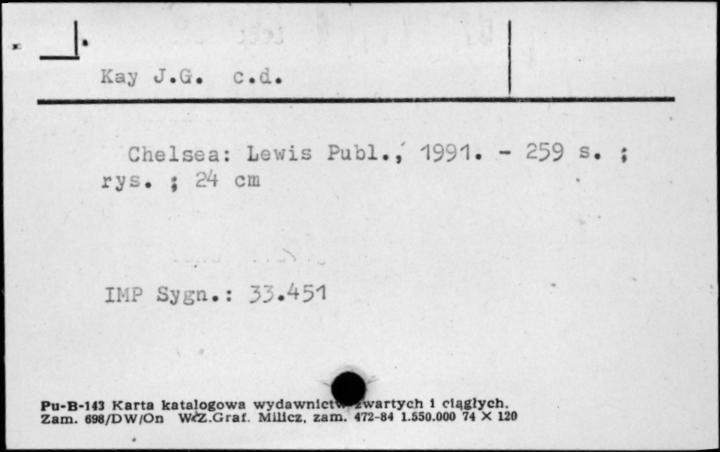 Kay J.G. c.d.
Chelsea: Lewis Publ., 1991. - 259 s. ;
rys. ; 24 cm
IMP Sygn.: 33.451
Pu-B-143 Karta katalogowa wydawnictw zwartych i ciągłych.
Zam. 698/DW/On WZ.Graf. Milicz, zam. 472-84 1.550.000 74 X 120